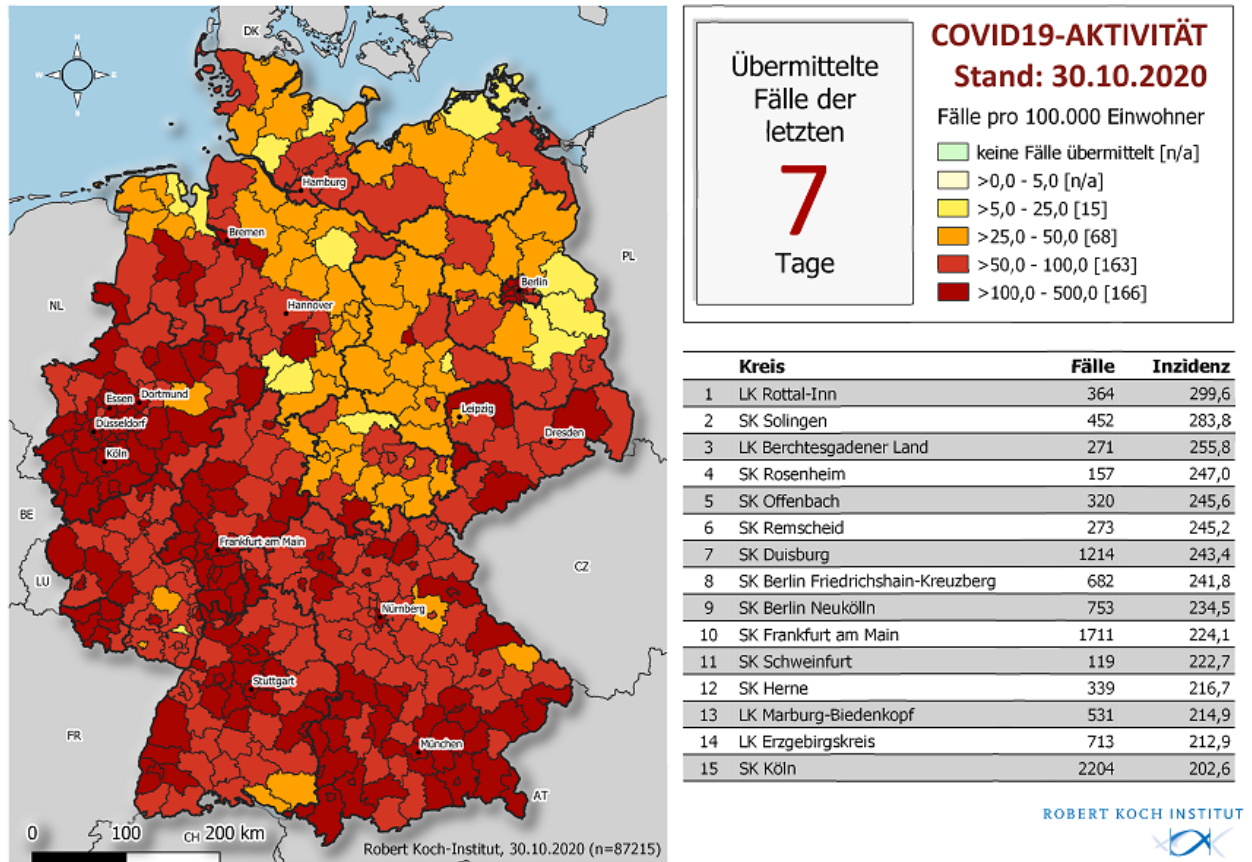 DK
N
W
E
S
Hamburg
Bremen
PL
Berlin
NL
Hannover
Essen
Dortmund
Düsseldorf
Leipzig
Köln
Dresden
BE
Frankfurt am Main
LU
CZ
Nürnberg
Stuttgart
FR
München
AT
0
100
CH
200 km
Robert Koch-Institut, 30.10.2020 (n=87215)
Übermittelte
Fälle der
letzten
7
Tage
COVID19-AKTIVITÄT
Stand: 30.10.2020
Fälle pro 100.000 Einwohner
keine Fälle übermittelt [n/a]
>0,0 - 5,0 [n/a]
>5,0 - 25,0 [15]
>25,0 - 50,0 [68]
>50,0 - 100,0 [163]
>100,0 - 500,0 [166]
Kreis Fälle Inzidenz
1 LK Rottal-Inn 364 299,6
2 SK Solingen 452 283,8
3 LK Berchtesgadener Land 271 255,8
4 SK Rosenheim 157 247,0
5 SK Offenbach 320 245,6
6 SK Remscheid 273 245,2
7 SK Duisburg 1214 243,4
8 SK Berlin Friedrichshain-Kreuzberg 682 241,8
9 SK Berlin Neukölln 753 234,5
10 SK Frankfurt am Main 1711 224,1
11 SK Schweinfurt 119 222,7
12 SK Herne 339 216,7
13 LK Marburg-Biedenkopf 531 214,9
14 LK Erzgebirgskreis 713 212,9
15 SK Köln 2204 202,6
ROBERT KOCH INSTITUT